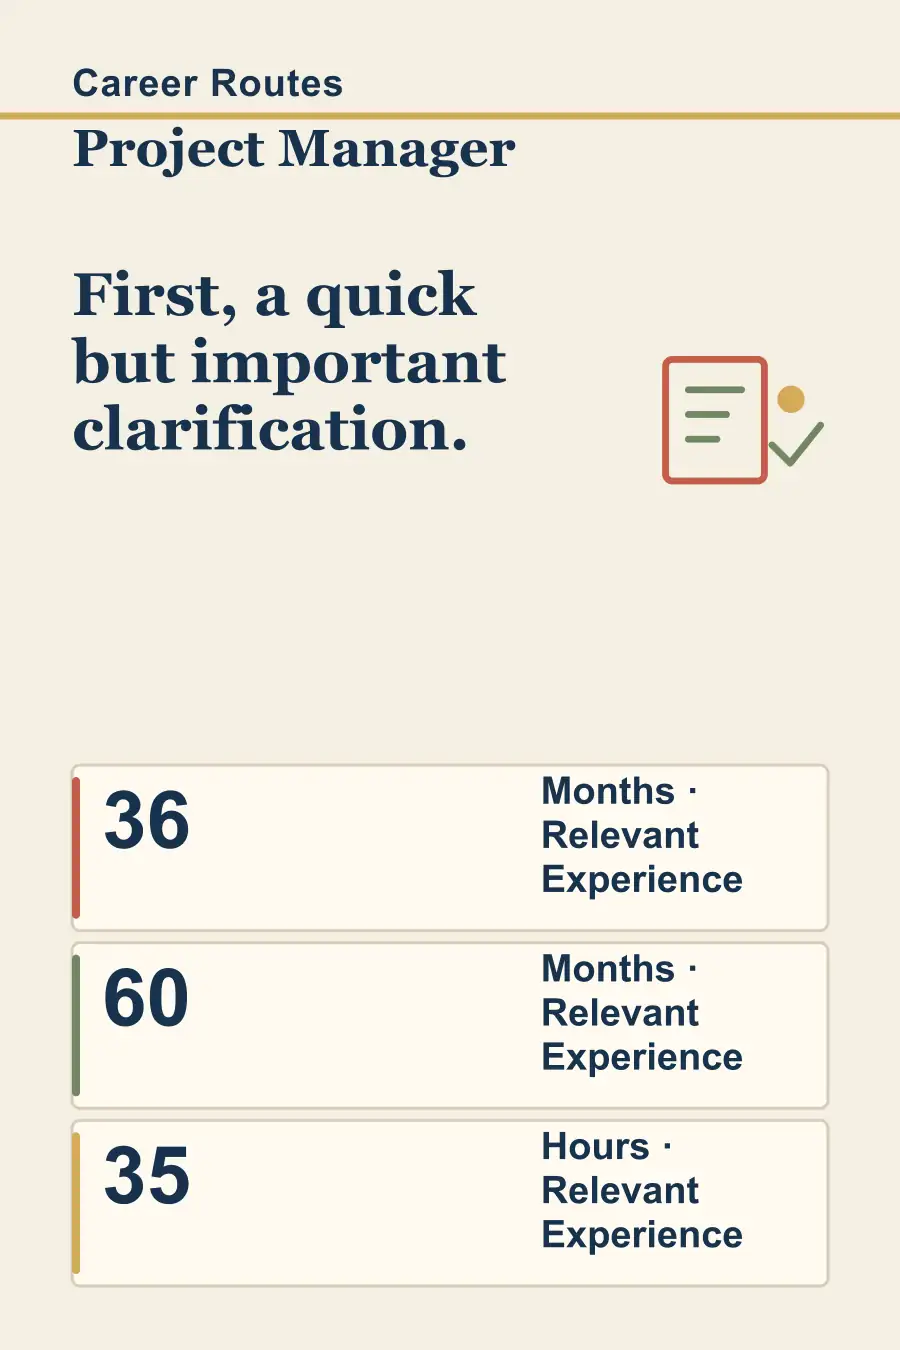 Career Routes
Project Manager
First, a quick
but important
clarification.
36
Months ·
Relevant
Experience
60
Months ·
Relevant
Experience
35
Hours ·
Relevant
Experience